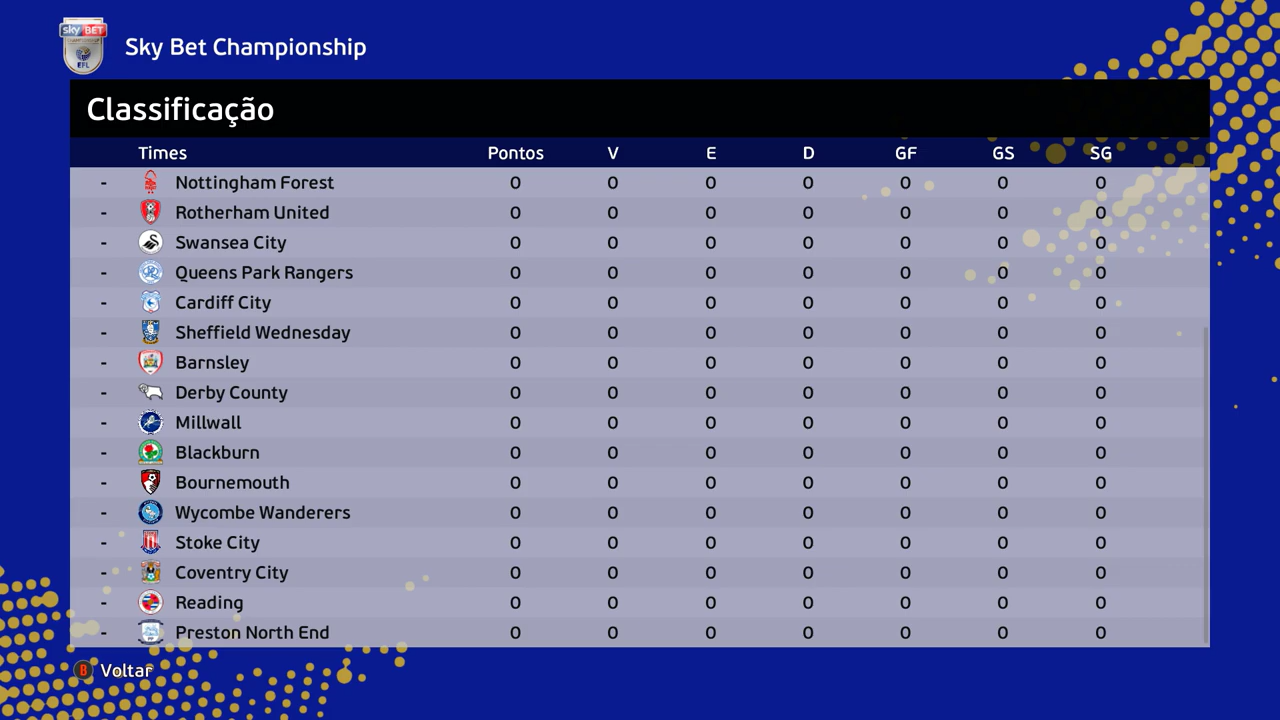 sky BET
EFL
Sky Bet Championship
Classificação
Times Pontos V E D GF GS SG
- Nottingham Forest 0 0 0 0 0 0 0
- Rotherham United 0 0 0 0 0 0 0
- Swansea City 0 0 0 0 0 0 0
- Queens Park Rangers 0 0 0 0 0 0 0
- Cardiff City 0 0 0 0 0 0 0
- Sheffield Wednesday 0 0 0 0 0 0 0
- Barnsley 0 0 0 0 0 0 0
- Derby County 0 0 0 0 0 0 0
- Millwall 0 0 0 0 0 0 0
- Blackburn 0 0 0 0 0 0 0
- Bournemouth 0 0 0 0 0 0 0
- Wycombe Wanderers 0 0 0 0 0 0 0
- Stoke City 0 0 0 0 0 0 0
- Coventry City 0 0 0 0 0 0 0
- Reading 0 0 0 0 0 0 0
- Preston North End 0 0 0 0 0 0 0
B Voltar